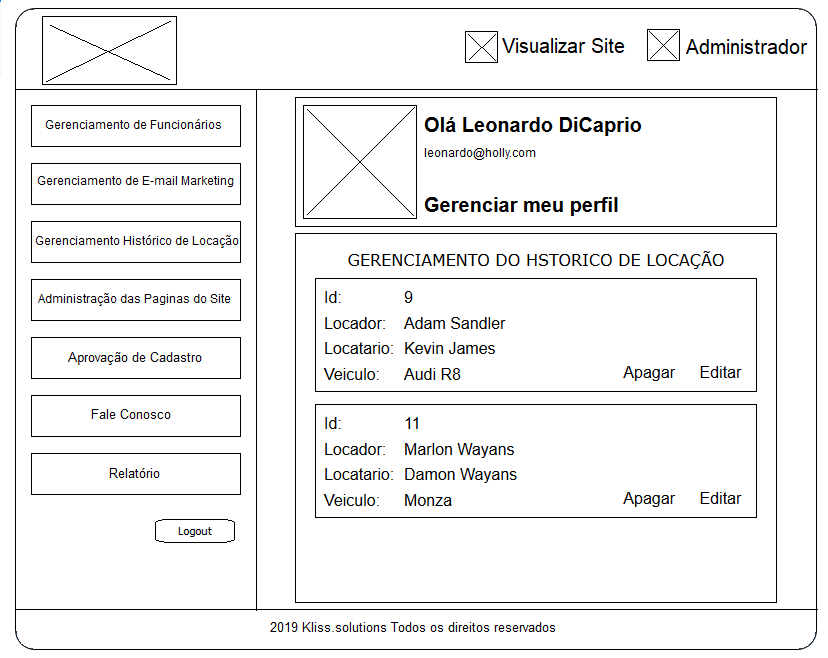 Visualizar Site
Administrador
Gerenciamento de Funcionários
Gerenciamento de E-mail Marketing
Gerenciamento Histórico de Locação
Administração das Paginas do Site
Aprovação de Cadastro
Fale Conosco
Relatório
Logout
Olá Leonardo DiCaprio
leonardo@holly.com
Gerenciar meu perfil
GERENCIAMENTO DO HSTORICO DE LOCAÇÃO
Id: 9
Locador: Adam Sandler
Locatario: Kevin James
Veiculo: Audi R8
Apagar Editar
Id: 11
Locador: Marlon Wayans
Locatario: Damon Wayans
Veiculo: Monza
Apagar Editar
2019 Kliss.solutions Todos os direitos reservados